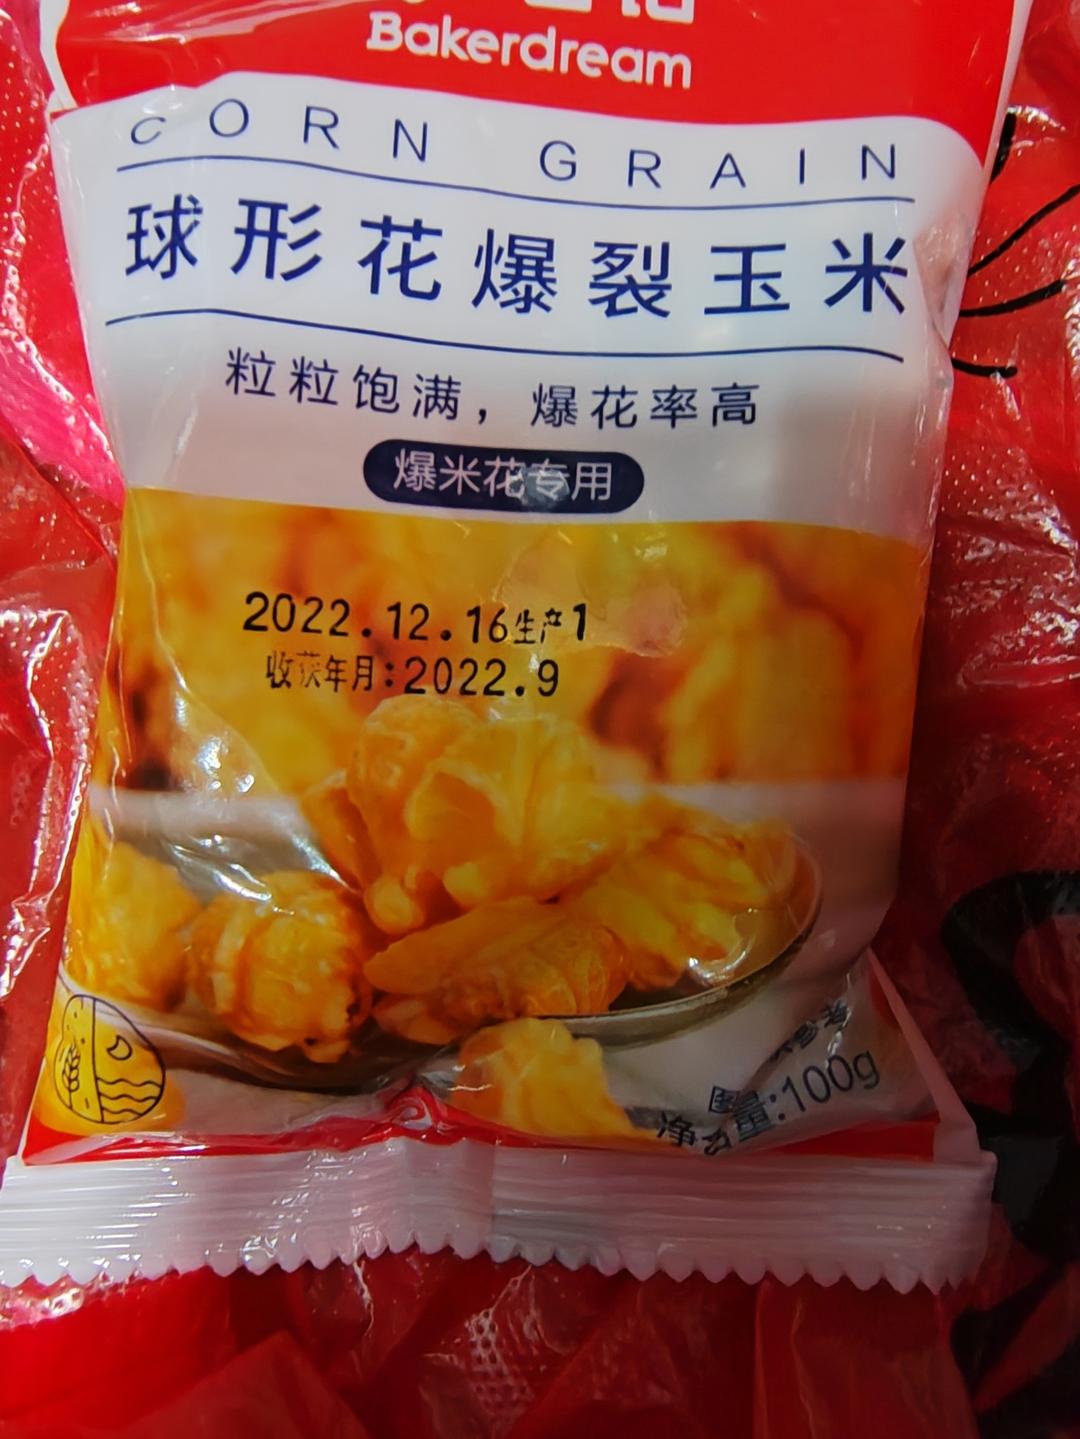 Bakerdream
CORN GRAIN
球形花爆裂玉米
粒粒饱满，爆花率高
爆米花专用
2022.12.16生产1
收获年月:2022.9
净含量:100g